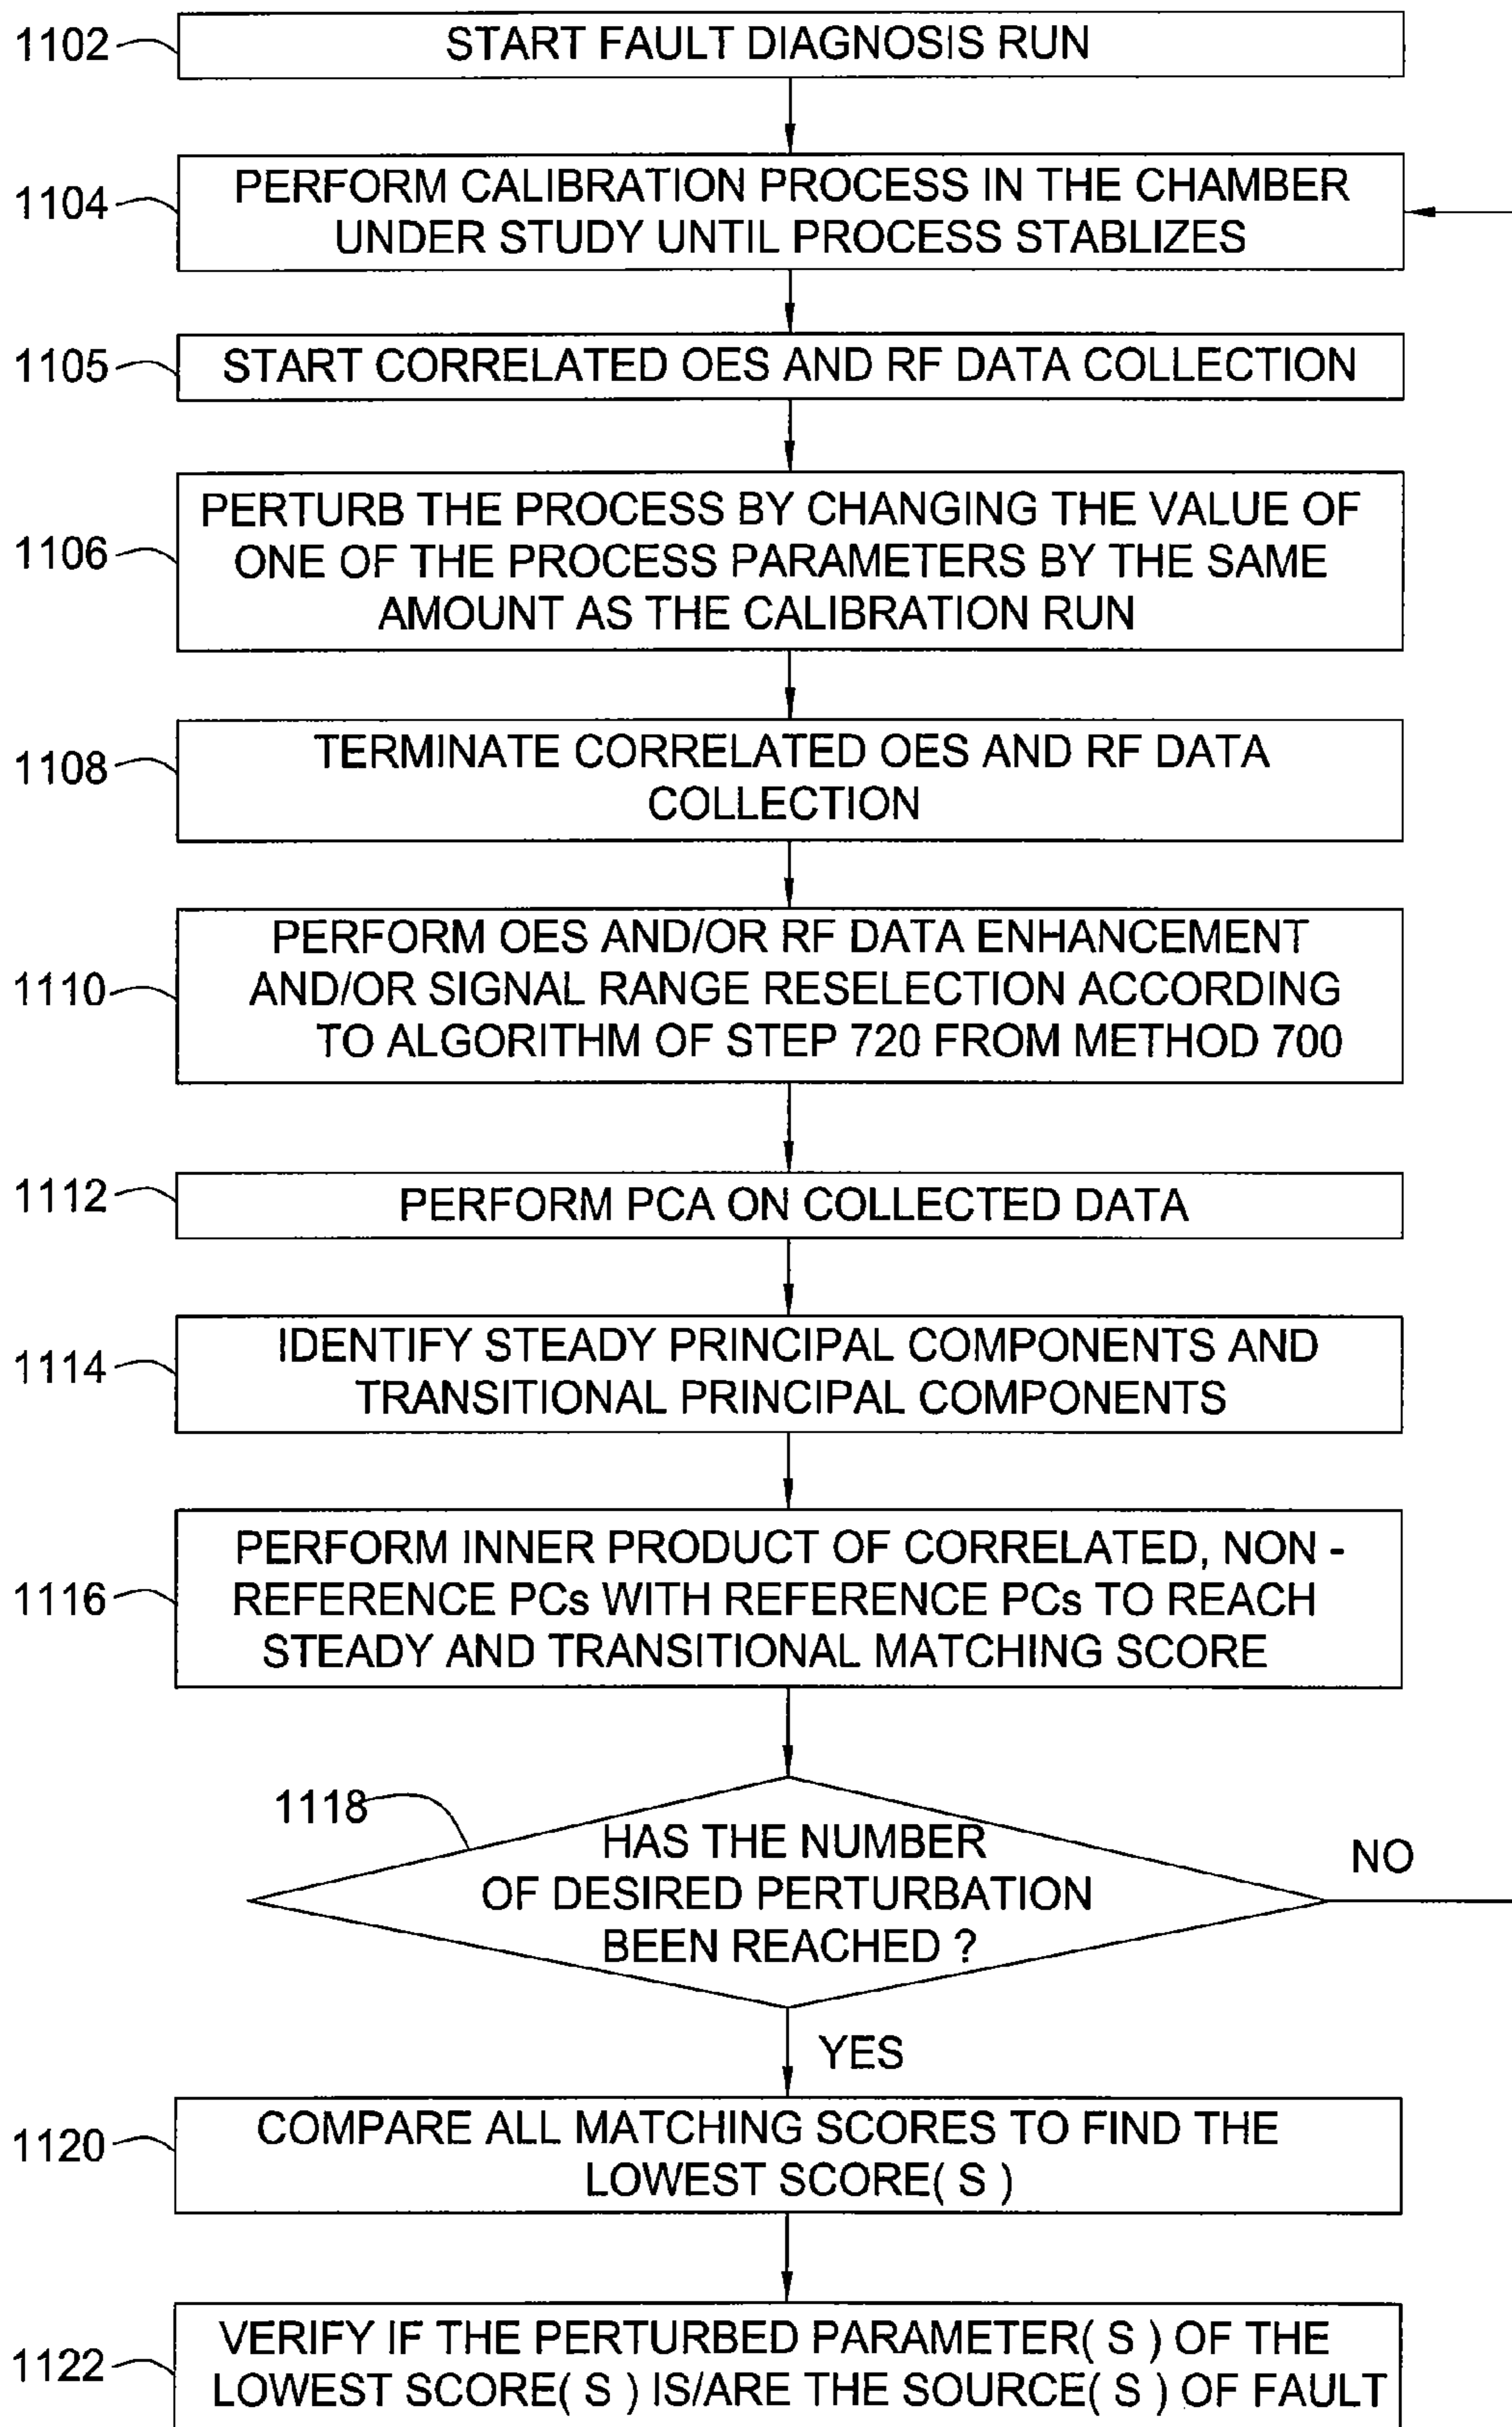 1102
START FAULT DIAGNOSIS RUN
1104
PERFORM CALIBRATION PROCESS IN THE CHAMBER
UNDER STUDY UNTIL PROCESS STABLIZES
1105
START CORRELATED OES AND RF DATA COLLECTION
1106
PERTURB THE PROCESS BY CHANGING THE VALUE OF
ONE OF THE PROCESS PARAMETERS BY THE SAME
AMOUNT AS THE CALIBRATION RUN
1108
TERMINATE CORRELATED OES AND RF DATA
COLLECTION
1110
PERFORM OES AND/OR RF DATA ENHANCEMENT
AND/OR SIGNAL RANGE RESELECTION ACCORDING
TO ALGORITHM OF STEP 720 FROM METHOD 700
1112
PERFORM PCA ON COLLECTED DATA
1114
IDENTIFY STEADY PRINCIPAL COMPONENTS AND
TRANSITIONAL PRINCIPAL COMPONENTS
1116
PERFORM INNER PRODUCT OF CORRELATED, NON -
REFERENCE PCs WITH REFERENCE PCs TO REACH
STEADY AND TRANSITIONAL MATCHING SCORE
1118
HAS THE NUMBER
OF DESIRED PERTURBATION
BEEN REACHED ?
NO
YES
1120
COMPARE ALL MATCHING SCORES TO FIND THE
LOWEST SCORE( S )
1122
VERIFY IF THE PERTURBED PARAMETER( S ) OF THE
LOWEST SCORE( S ) IS/ARE THE SOURCE( S ) OF FAULT